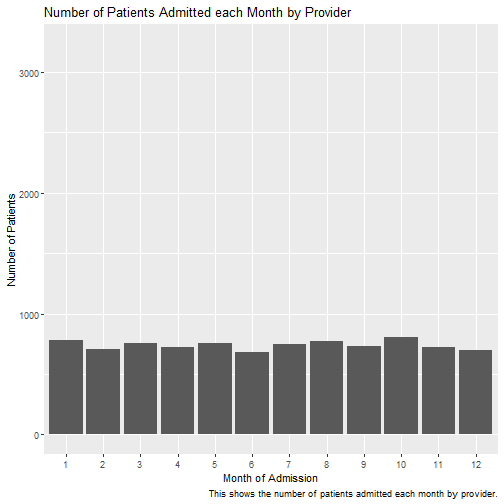 Number of Patients Admitted each Month by Provider
3000
2000
1000
0
Number of Patients
1 2 3 4 5 6 7 8 9 10 11 12
Month of Admission
This shows the number of patients admitted each month by provider.